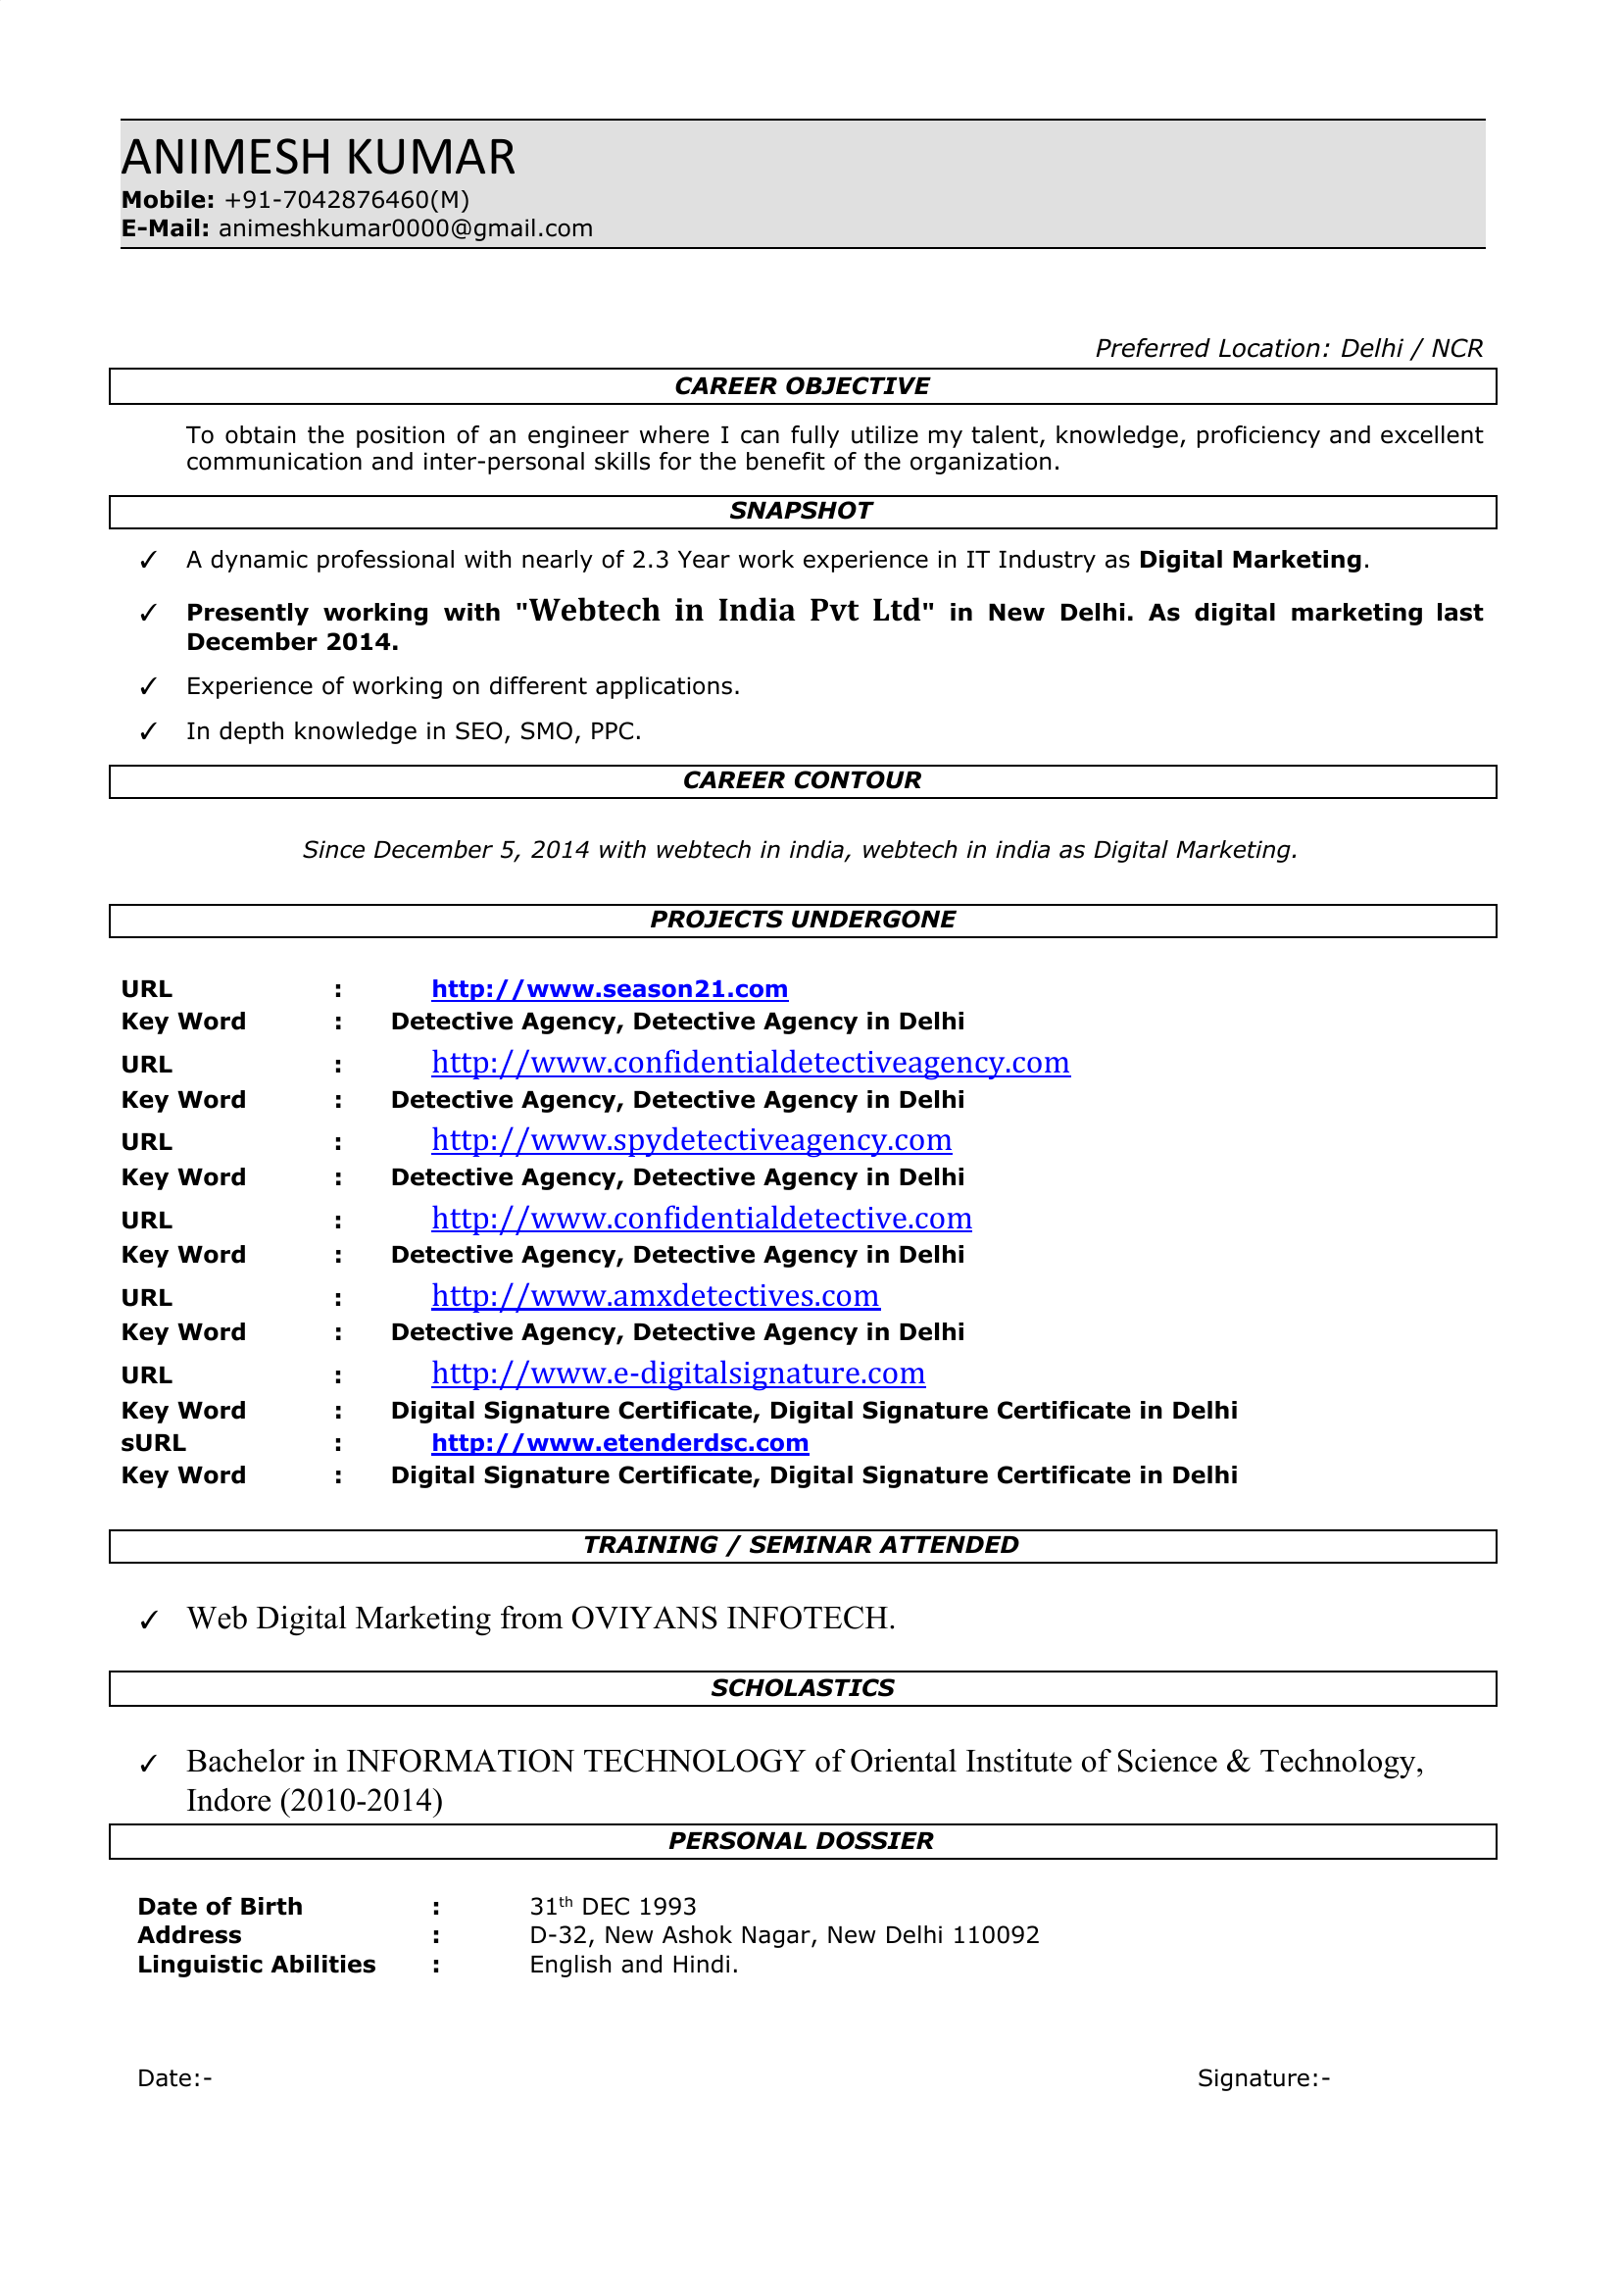 ANIMESH KUMAR
Mobile: +91-7042876460(M)
E-Mail: animeshkumar0000@gmail.com
Preferred Location: Delhi / NCR
CAREER OBJECTIVE
To obtain the position of an engineer where I can fully utilize my talent, knowledge, proficiency and excellent
communication and inter-personal skills for the benefit of the organization.
SNAPSHOT
✓ A dynamic professional with nearly of 2.3 Year work experience in IT Industry as Digital Marketing.
✓ Presently working with "Webtech in India Pvt Ltd" in New Delhi. As digital marketing last
December 2014.
✓ Experience of working on different applications.
✓ In depth knowledge in SEO, SMO, PPC.
CAREER CONTOUR
Since December 5, 2014 with webtech in india, webtech in india as Digital Marketing.
PROJECTS UNDERGONE
URL : http://www.season21.com
Key Word : Detective Agency, Detective Agency in Delhi
URL : http://www.confidentialdetectiveagency.com
Key Word : Detective Agency, Detective Agency in Delhi
URL : http://www.spydetectiveagency.com
Key Word : Detective Agency, Detective Agency in Delhi
URL : http://www.confidentialdetective.com
Key Word : Detective Agency, Detective Agency in Delhi
URL : http://www.amxdetectives.com
Key Word : Detective Agency, Detective Agency in Delhi
URL : http://www.e-digitalsignature.com
Key Word : Digital Signature Certificate, Digital Signature Certificate in Delhi
sURL : http://www.etenderdsc.com
Key Word : Digital Signature Certificate, Digital Signature Certificate in Delhi
TRAINING / SEMINAR ATTENDED
✓ Web Digital Marketing from OVIYANS INFOTECH.
SCHOLASTICS
✓ Bachelor in INFORMATION TECHNOLOGY of Oriental Institute of Science & Technology,
Indore (2010-2014)
PERSONAL DOSSIER
Date of Birth : 31th DEC 1993
Address : D-32, New Ashok Nagar, New Delhi 110092
Linguistic Abilities : English and Hindi.
Date:- Signature:-